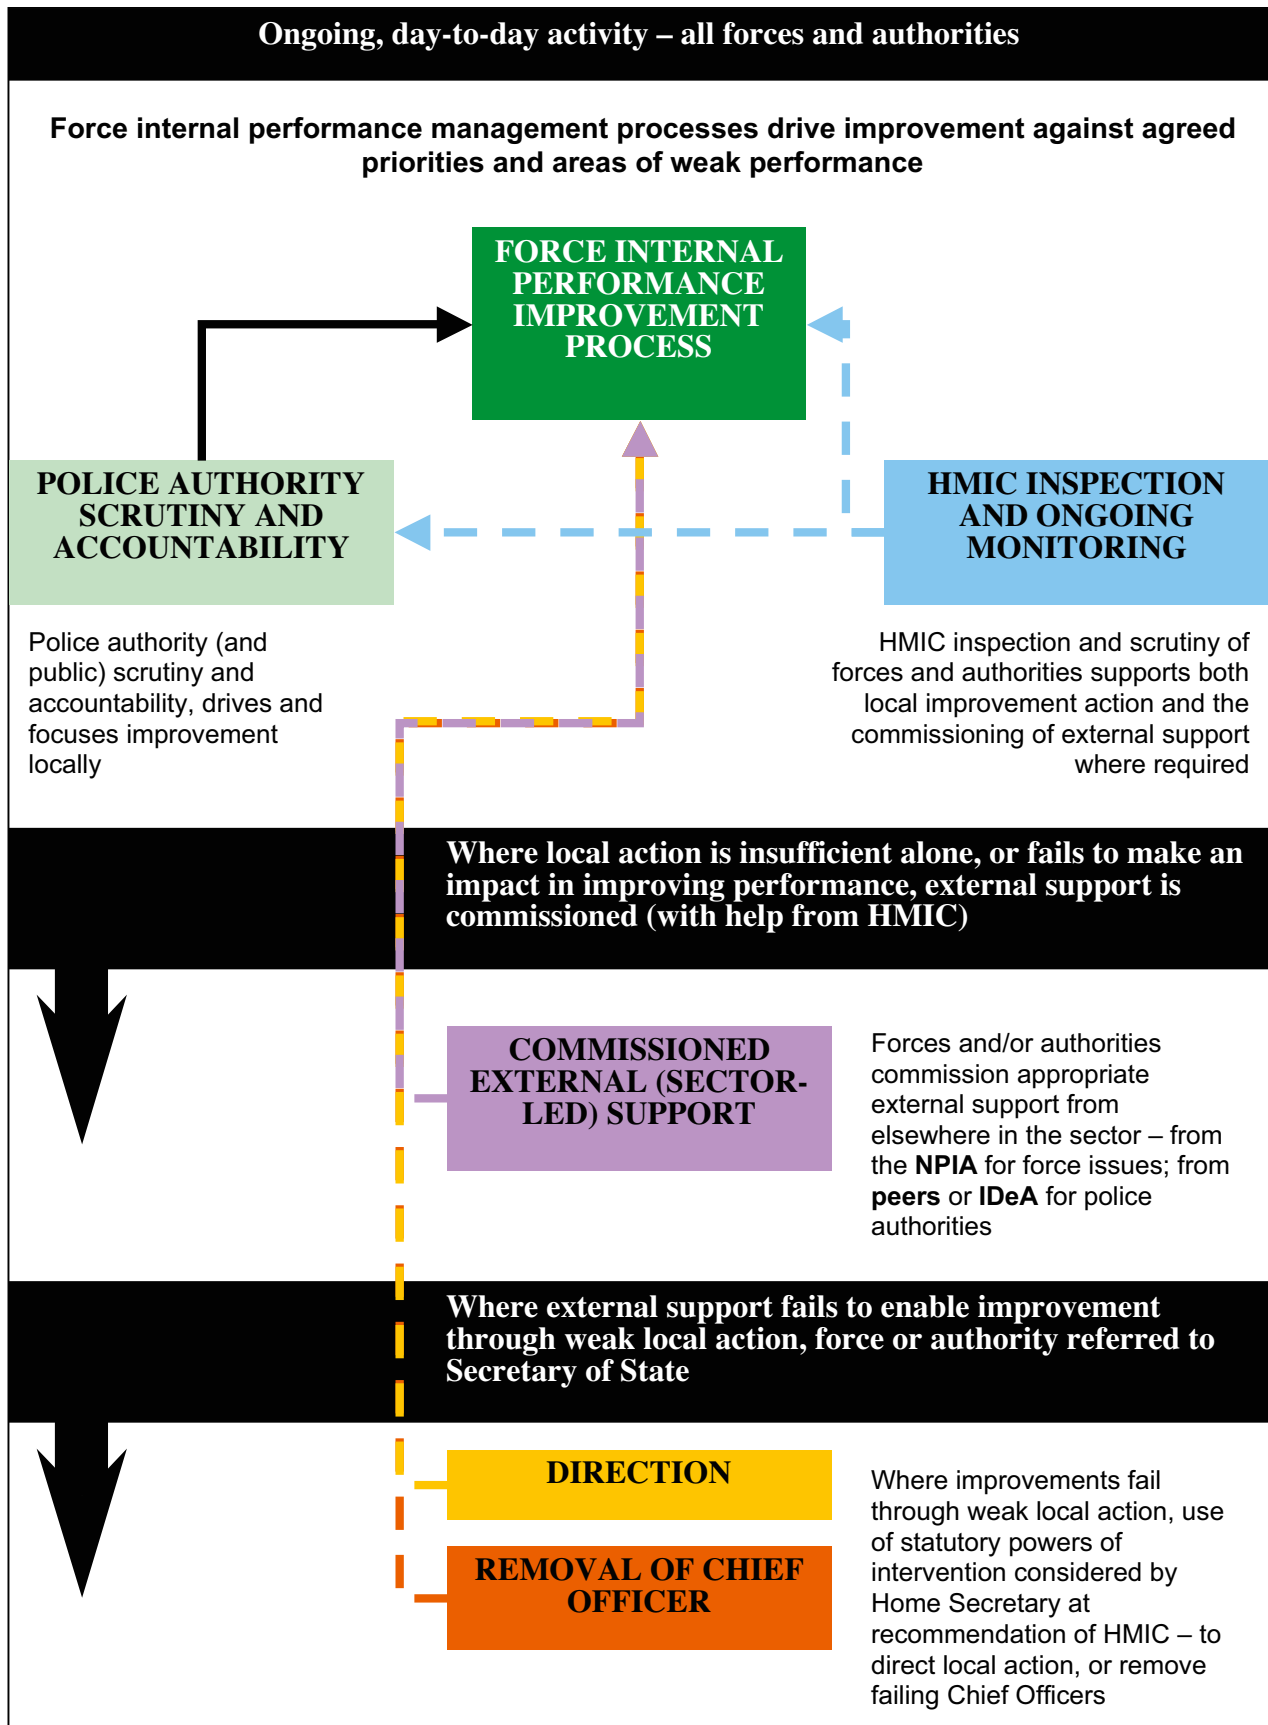 Ongoing, day-to-day activity – all forces and authorities
Force internal performance management processes drive improvement against agreed
priorities and areas of weak performance
FORCE INTERNAL
PERFORMANCE
IMPROVEMENT
PROCESS
POLICE AUTHORITY
SCRUTINY AND
ACCOUNTABILITY
HMIC INSPECTION
AND ONGOING
MONITORING
Police authority (and
public) scrutiny and
accountability, drives and
focuses improvement
locally
HMIC inspection and scrutiny of
forces and authorities supports both
local improvement action and the
commissioning of external support
where required
Where local action is insufficient alone, or fails to make an
impact in improving performance, external support is
commissioned (with help from HMIC)
COMMISSIONED
EXTERNAL (SECTOR-
LED) SUPPORT
Forces and/or authorities
commission appropriate
external support from
elsewhere in the sector – from
the NPIA for force issues; from
peers or IDeA for police
authorities
Where external support fails to enable improvement
through weak local action, force or authority referred to
Secretary of State
DIRECTION
REMOVAL OF CHIEF
OFFICER
Where improvements fail
through weak local action, use
of statutory powers of
intervention considered by
Home Secretary at
recommendation of HMIC – to
direct local action, or remove
failing Chief Officers